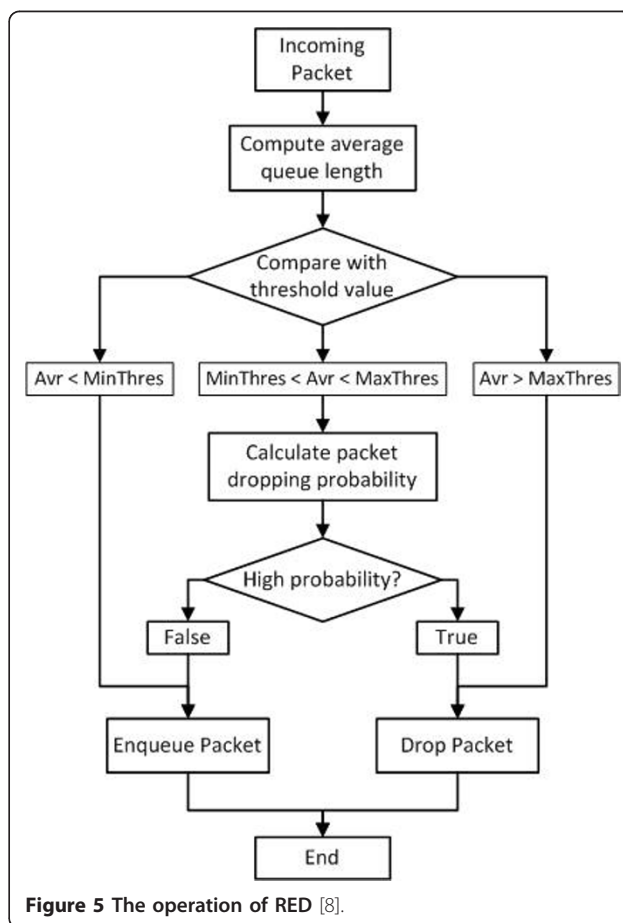 Incoming
Packet
Compute average
queue length
Compare with
threshold value
Avr < MinThres
MinThres < Avr < MaxThres
Avr > MaxThres
Calculate packet
dropping probability
High probability?
False
True
Enqueue Packet
Drop Packet
End
Figure 5 The operation of RED [8].